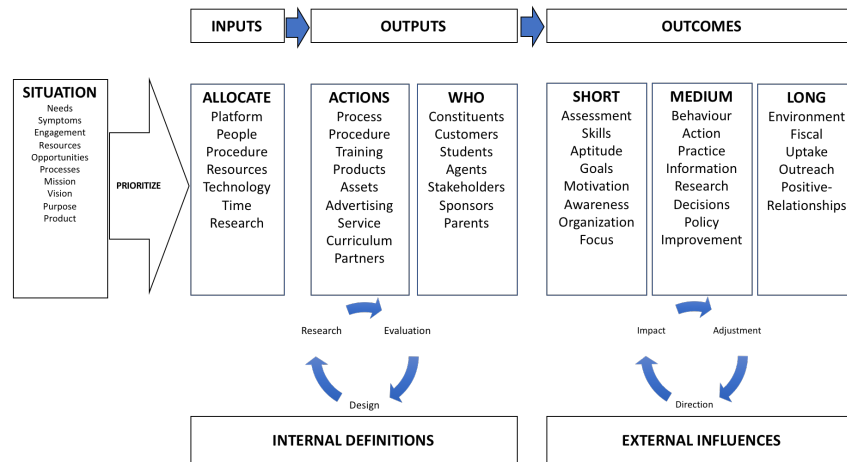 INPUTS
OUTPUTS
OUTCOMES
SITUATION
Needs
Symptoms
Engagement
Resources
Opportunities
Processes
Mission
Vision
Purpose
Product
PRIORITIZE
ALLOCATE
Platform
People
Procedure
Resources
Technology
Time
Research
ACTIONS
Process
Procedure
Training
Products
Assets
Advertising
Service
Curriculum
Partners
WHO
Constituents
Customers
Students
Agents
Stakeholders
Sponsors
Parents
SHORT
Assessment
Skills
Aptitude
Goals
Motivation
Awareness
Organization
Focus
MEDIUM
Behaviour
Action
Practice
Information
Research
Decisions
Policy
Improvement
LONG
Environment
Fiscal
Uptake
Outreach
Positive-
Relationships
Research
Evaluation
Design
Impact
Adjustment
Direction
INTERNAL DEFINITIONS
EXTERNAL INFLUENCES